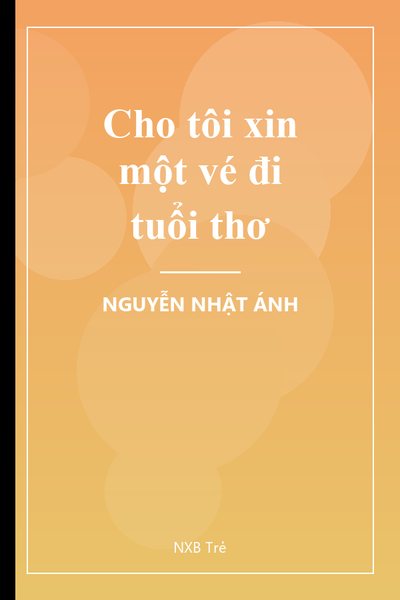 Cho tôi xin
một vé đi
tuổi thơ
NGUYỄN NHẬT ÁNH
NXB Trẻ